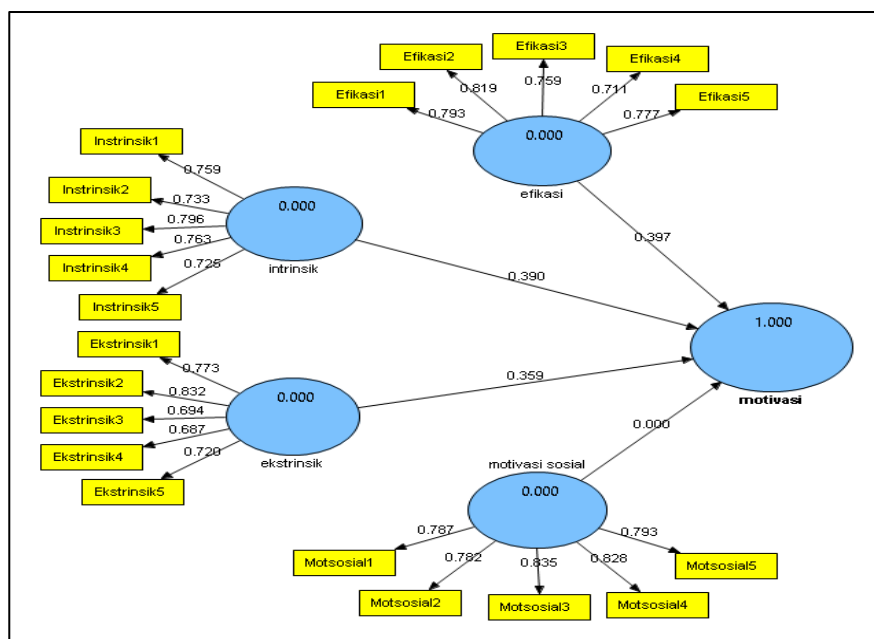 Efikasi3
Efikasi2
Efikasi4
Efikasi1
Efikasi5
0.793
0.819
0.759
0.711
0.777
0.000
efikasi
0.397
Instrinsik1
Instrinsik2
Instrinsik3
Instrinsik4
Instrinsik5
0.759
0.733
0.796
0.763
0.725
0.000
intrinsik
0.390
Ekstrinsik1
Ekstrinsik2
Ekstrinsik3
Ekstrinsik4
Ekstrinsik5
0.773
0.832
0.694
0.687
0.720
0.000
ekstrinsik
0.359
1.000
motivasi
0.000
motivasi sosial
0.000
0.787
0.782
0.835
0.828
0.793
Motsosial1
Motsosial2
Motsosial3
Motsosial4
Motsosial5